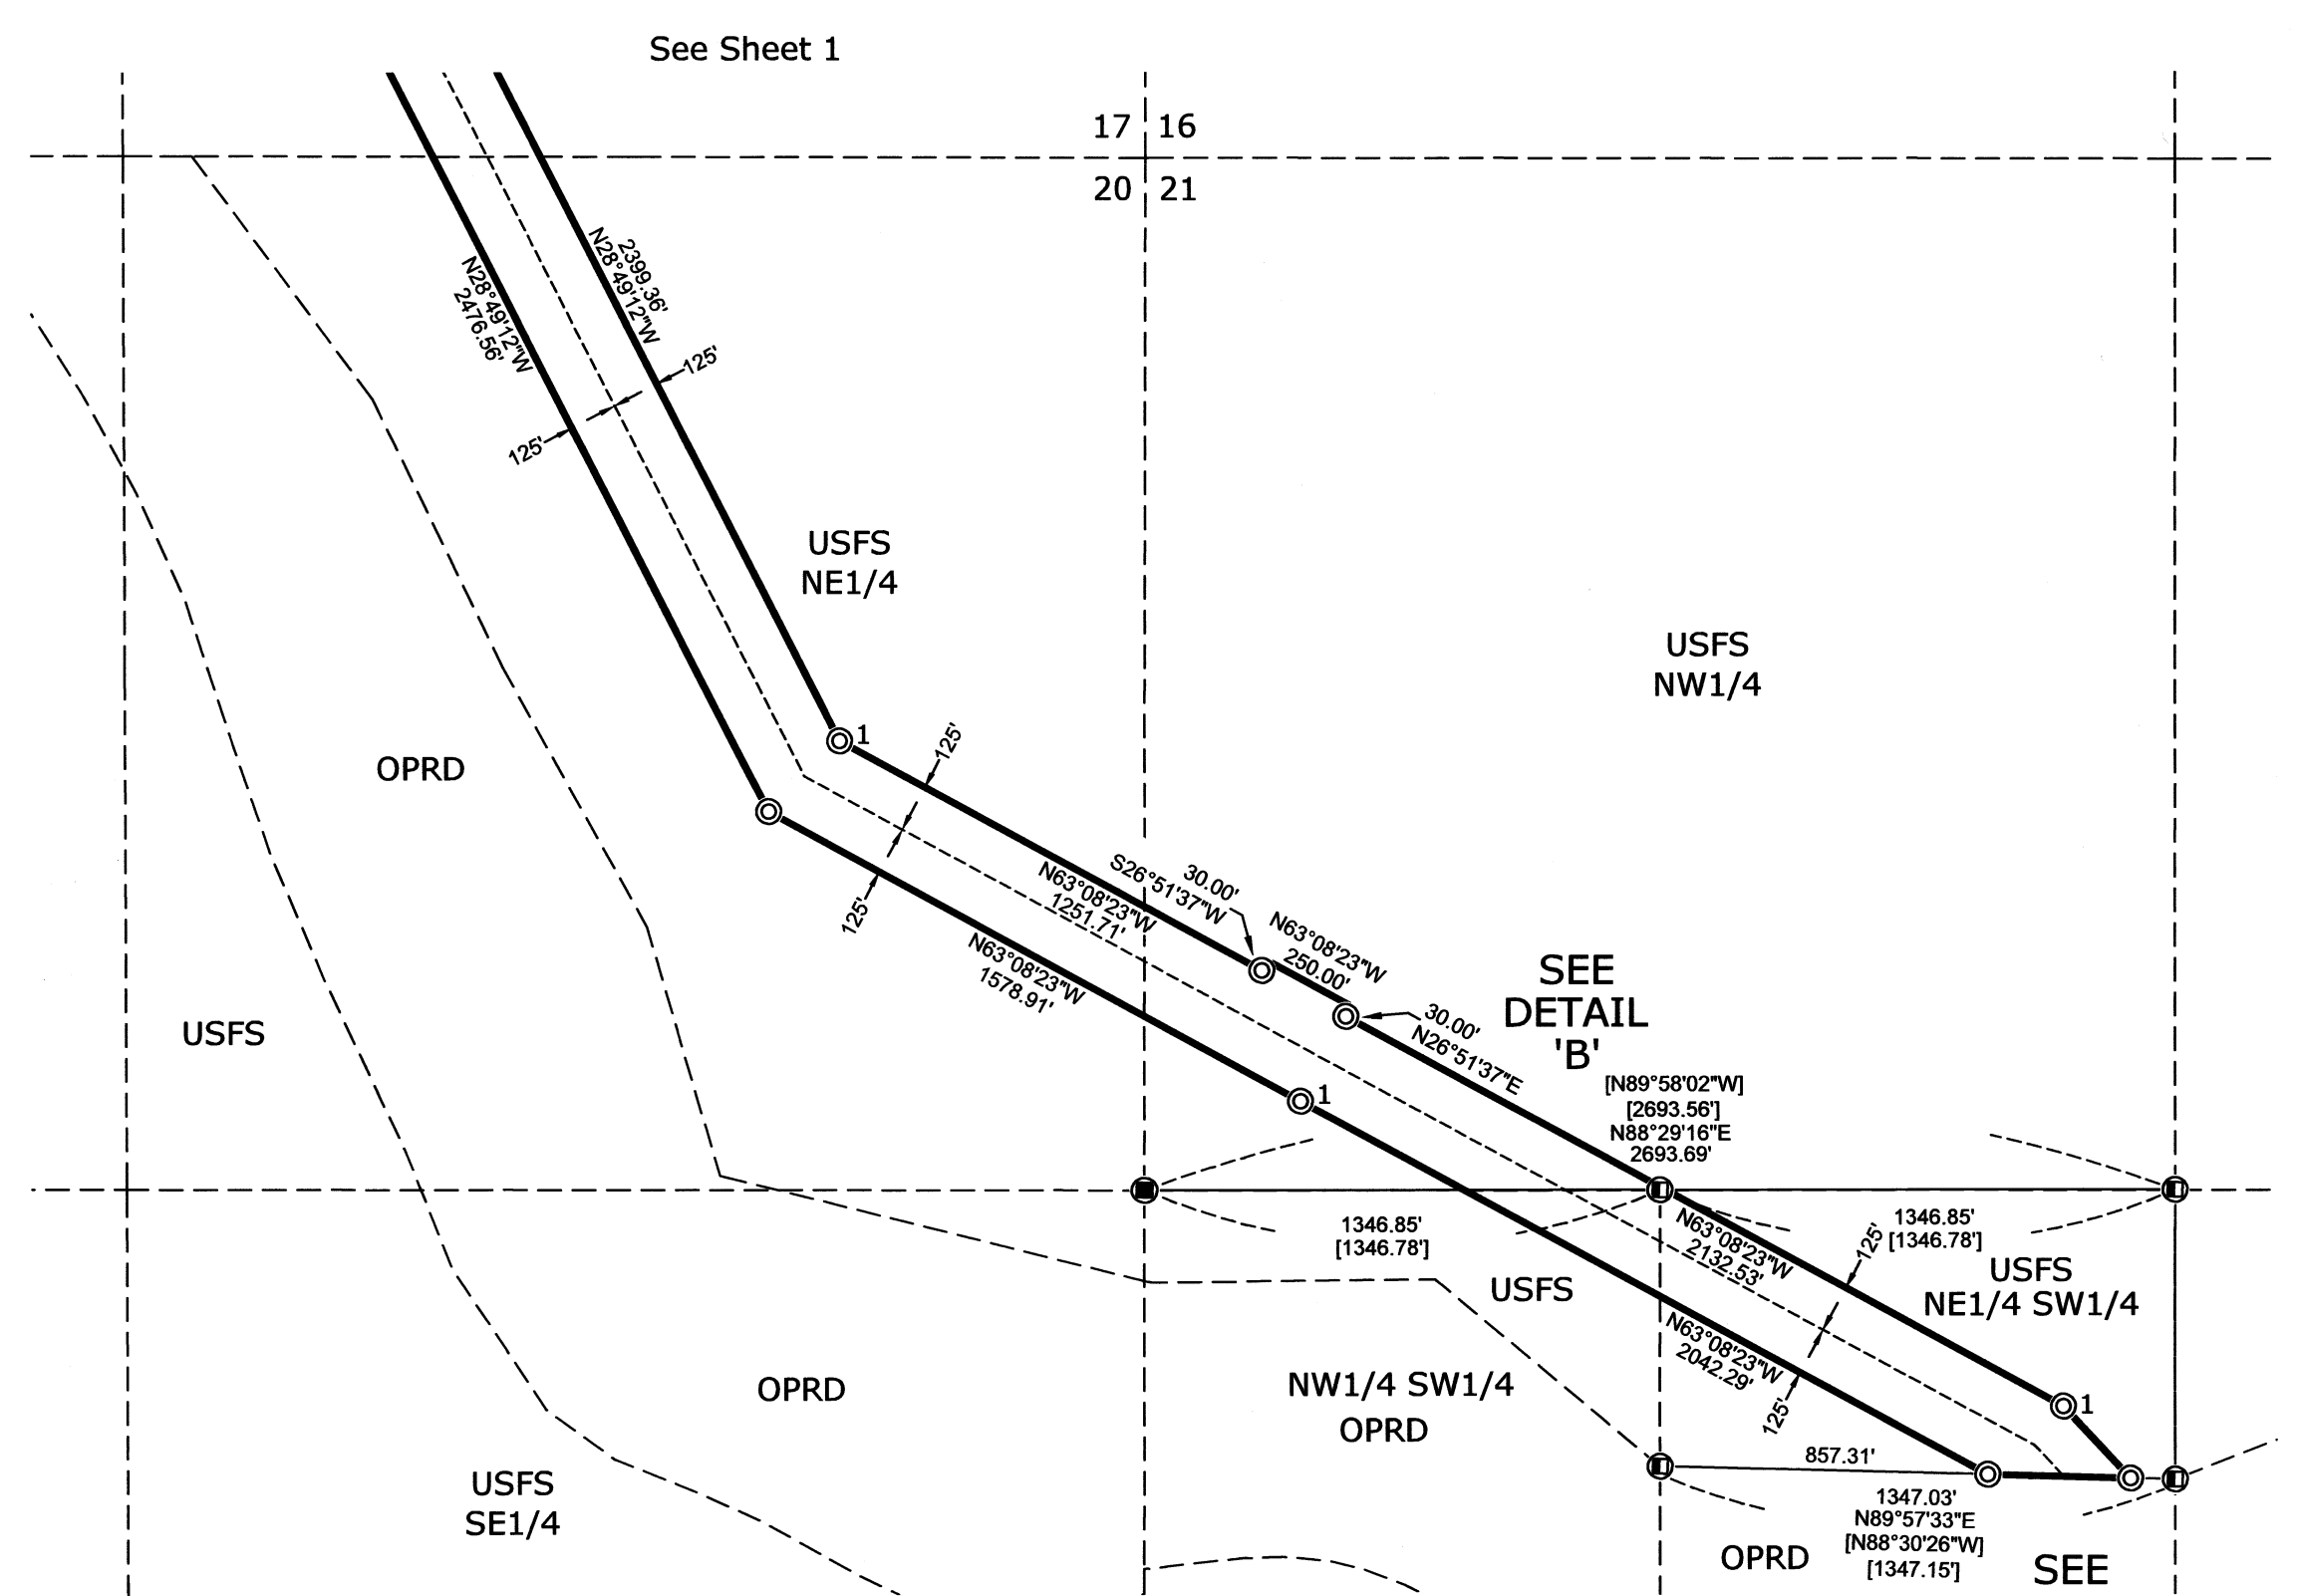 See Sheet 1
17 16
20 21
2399.36'
N28°49'12"W
N28°49'12"W
2476.56'
125'
125'
USFS
NE1/4
USFS
NW1/4
1
125'
OPRD
125'
30.00'
S26°51'37"W
N63°08'23"W
1251.71'
N63°08'23"W
250.00'
N63°08'23"W
1578.91'
SEE
DETAIL
'B'
30.00'
N26°51'37"E
USFS
1
[N89°58'02"W]
[2693.56']
N88°29'16"E
2693.69'
1346.85'
[1346.78']
1346.85'
[1346.78']
N63°08'23"W
2132.53'
125'
USFS
USFS
NE1/4 SW1/4
N63°08'23"W
2042.29'
125'
OPRD
NW1/4 SW1/4
OPRD
1
857.31'
USFS
SE1/4
1347.03'
N89°57'33"E
[N88°30'26"W]
[1347.15']
OPRD
SEE